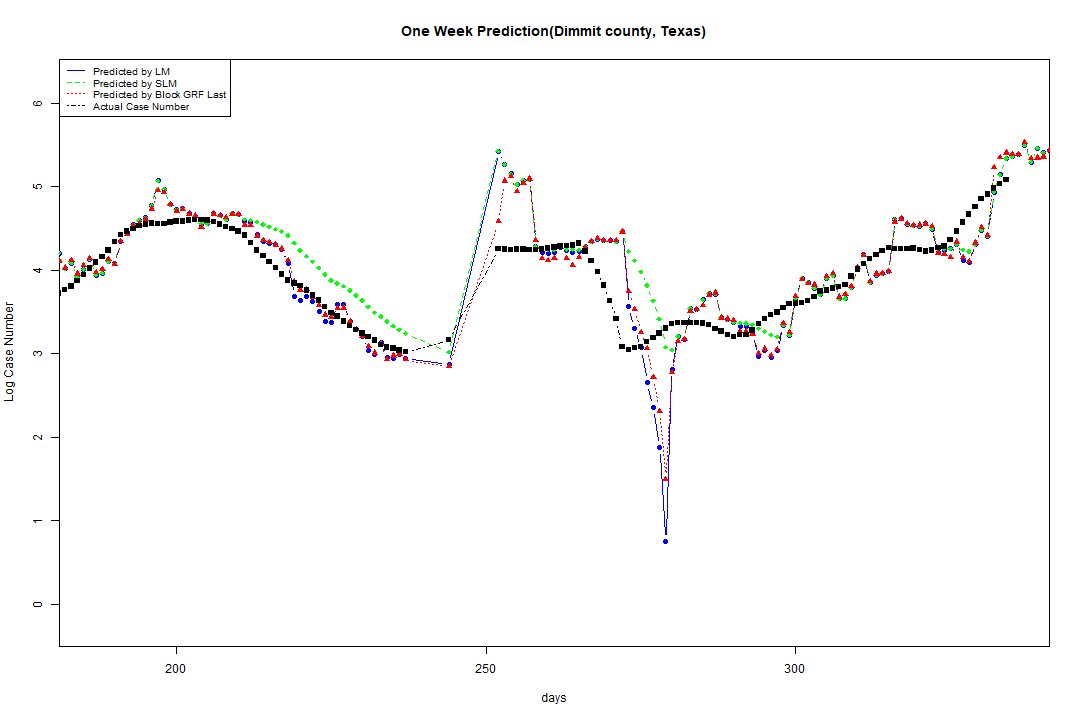 One Week Prediction(Dimmit county, Texas)
Predicted by LM
Predicted by SLM
Predicted by Block GRF Last
Actual Case Number
6
5
4
3
2
1
0
Log Case Number
200
250
300
days